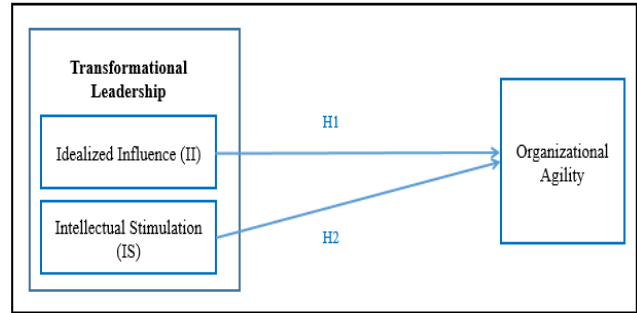 Transformational
Leadership
Idealized Influence (II)
Intellectual Stimulation
(IS)
H1
H2
Organizational
Agility